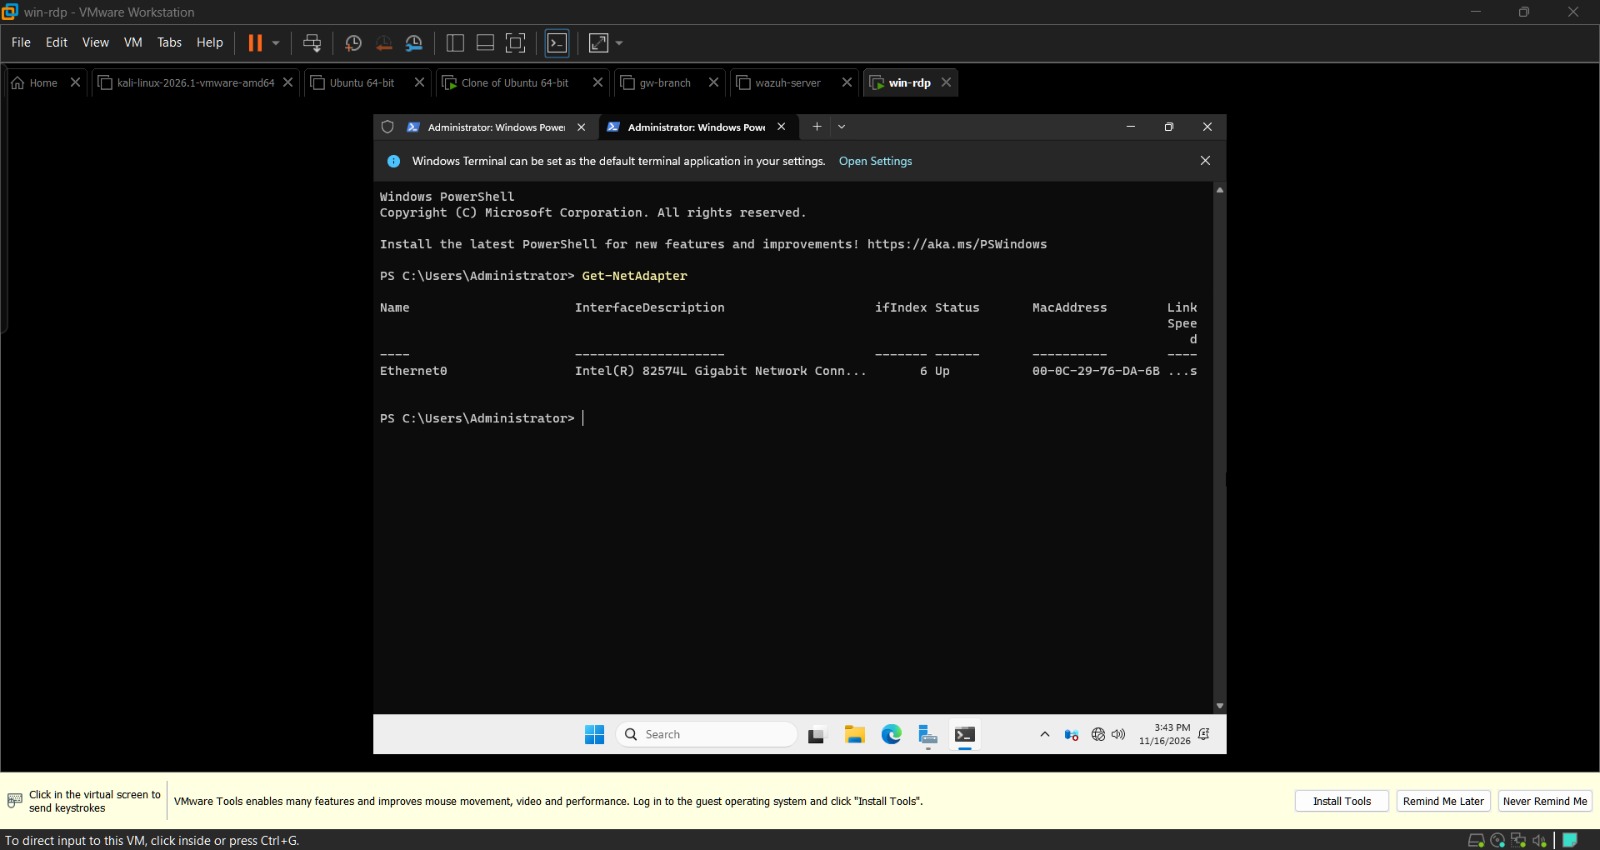 win-rdp - VMware Workstation
File Edit View VM Tabs Help
Home kali-linux-2026.1-vmware-amd64 Ubuntu 64-bit Clone of Ubuntu 64-bit gw-branch wazuh-server win-rdp
Administrator: Windows Power Administrator: Windows Powe
Windows Terminal can be set as the default terminal application in your settings. Open Settings
Windows PowerShell
Copyright (C) Microsoft Corporation. All rights reserved.
Install the latest PowerShell for new features and improvements! https://aka.ms/PSWindows
PS C:\Users\Administrator> Get-NetAdapter
Name InterfaceDescription ifIndex Status MacAddress Link
Spee
d
---- -------------------- ------- ------ ---------- ----
Ethernet0 Intel(R) 82574L Gigabit Network Conn... 6 Up 00-0C-29-76-DA-6B ...s
PS C:\Users\Administrator>
Search
3:43 PM
11/16/2026
Click in the virtual screen to
send keystrokes
VMware Tools enables many features and improves mouse movement, video and performance. Log in to the guest operating system and click "Install Tools".
Install Tools Remind Me Later Never Remind Me
To direct input to this VM, click inside or press Ctrl+G.